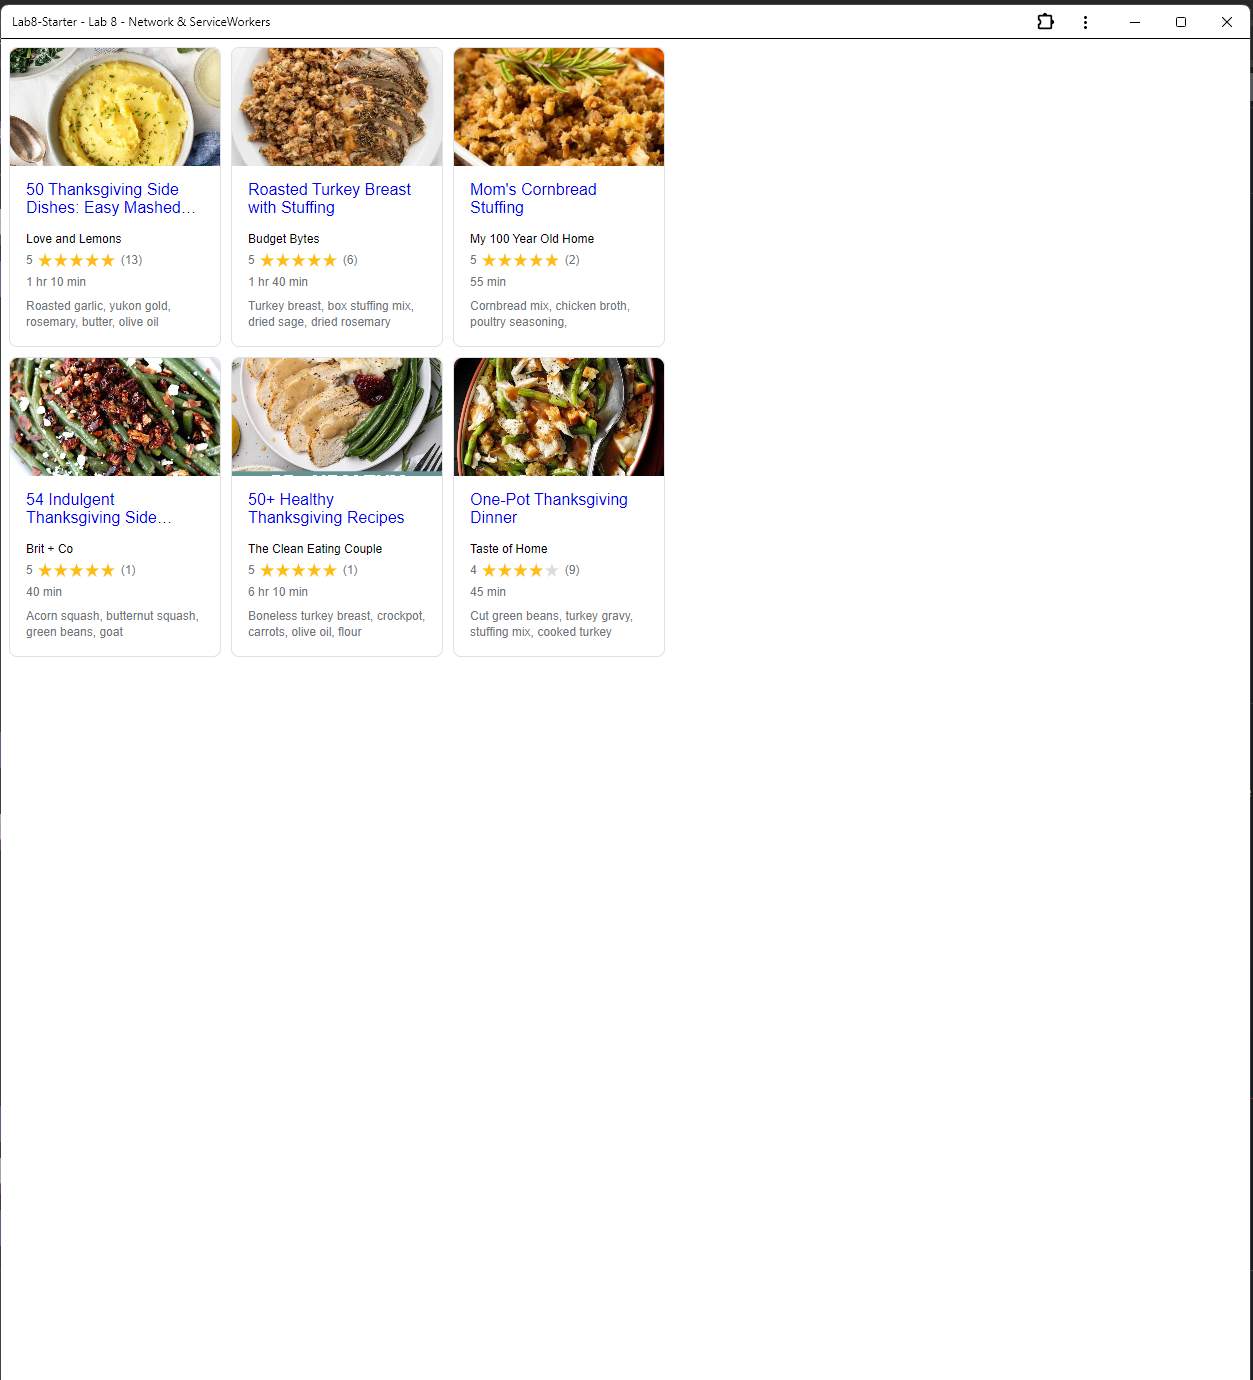 Lab8-Starter - Lab 8 - Network & ServiceWorkers
50 Thanksgiving Side
Dishes: Easy Mashed...
Love and Lemons
5 ★★★★★ (13)
1 hr 10 min
Roasted garlic, yukon gold,
rosemary, butter, olive oil
Roasted Turkey Breast
with Stuffing
Budget Bytes
5 ★★★★★ (6)
1 hr 40 min
Turkey breast, box stuffing mix,
dried sage, dried rosemary
Mom's Cornbread
Stuffing
My 100 Year Old Home
5 ★★★★★ (2)
55 min
Cornbread mix, chicken broth,
poultry seasoning,
54 Indulgent
Thanksgiving Side...
Brit + Co
5 ★★★★★ (1)
40 min
Acorn squash, butternut squash,
green beans, goat
50+ Healthy
Thanksgiving Recipes
The Clean Eating Couple
5 ★★★★★ (1)
6 hr 10 min
Boneless turkey breast, crockpot,
carrots, olive oil, flour
One-Pot Thanksgiving
Dinner
Taste of Home
4 ★★★★★ (9)
45 min
Cut green beans, turkey gravy,
stuffing mix, cooked turkey